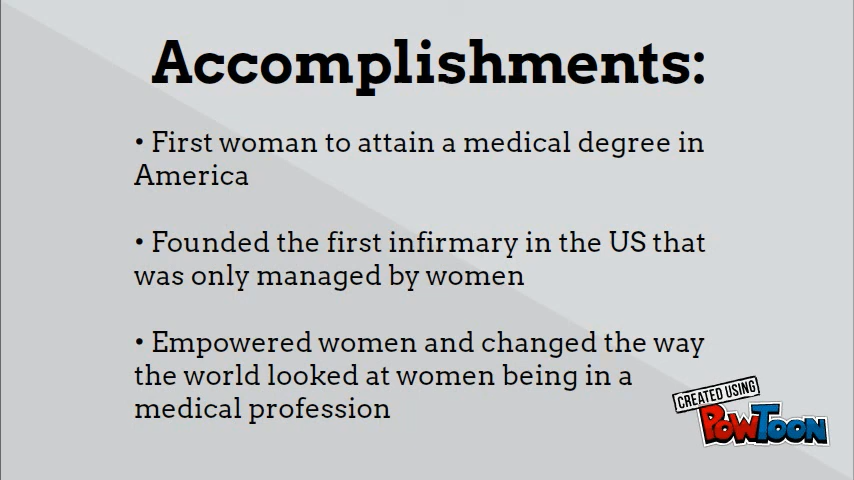 Accomplishments:
• First woman to attain a medical degree in
America
• Founded the first infirmary in the US that
was only managed by women
• Empowered women and changed the way
the world looked at women being in a
medical profession
CREATED USING
POWTOON